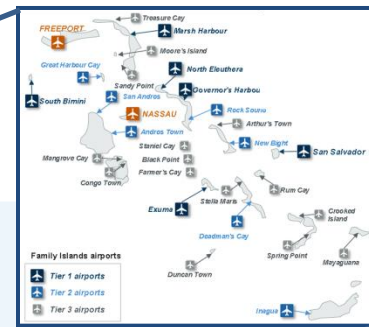 Treasure Cay
FREEPORT
Marsh Harbour
Moore's Island
Great Harbour Cay
North Eleuthera
Sandy Point
San Andros
Governor's Harbou
South Bimini
NASSAU
Rock Sound
Andros Town
Arthur's Town
Staniel Cay
New Bight
San Salvador
Mangrove Cay
Black Point
Congo Town
Farmer's Cay
Stella Maris
Rum Cay
Exuma
Crooked
Island
Deadman's Cay
Spring Point
Mayaguana
Duncan Town
Family Islands airports
Tier 1 airports
Tier 2 airports
Tier 3 airports
Inagua